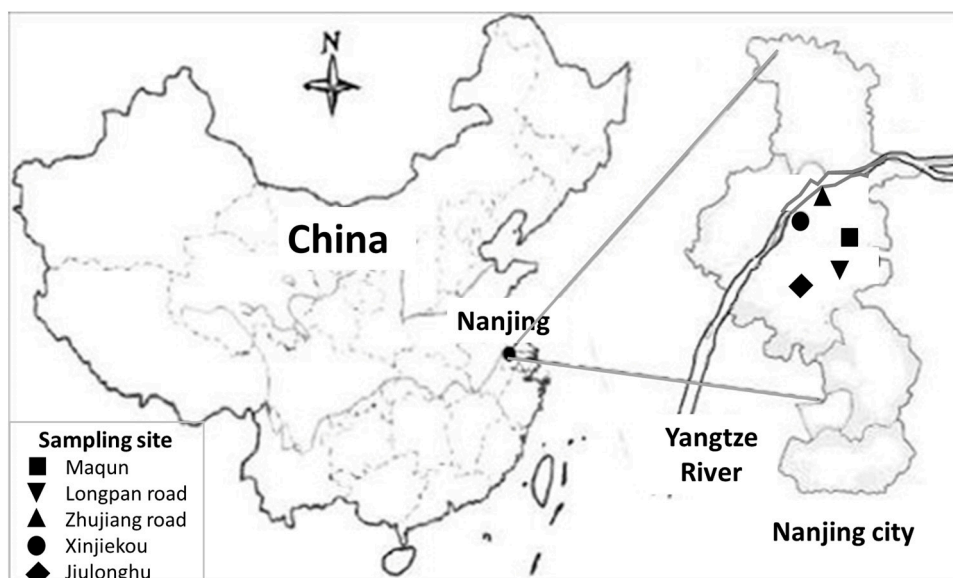 N
China
Nanjing
Yangtze
River
Nanjing city
Sampling site
Maqun
Longpan road
Zhujiang road
Xinjiekou
Jiulonghu